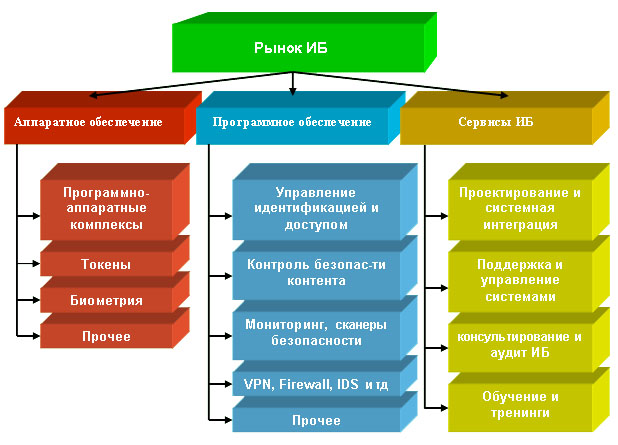 Рынок ИБ
Аппаратное обеспечение
Программное обеспечение
Сервисы ИБ
Программно-
аппаратные
комплексы
Токены
Биометрия
Прочее
Управление
идентификацией и
доступом
Контроль безопас-ти
контента
Мониторинг, сканеры
безопасности
VPN, Firewall, IDS и тд
Прочее
Проектирование и
системная
интеграция
Поддержка и
управление
системами
консультирование и
аудит ИБ
Обучение и
тренинги